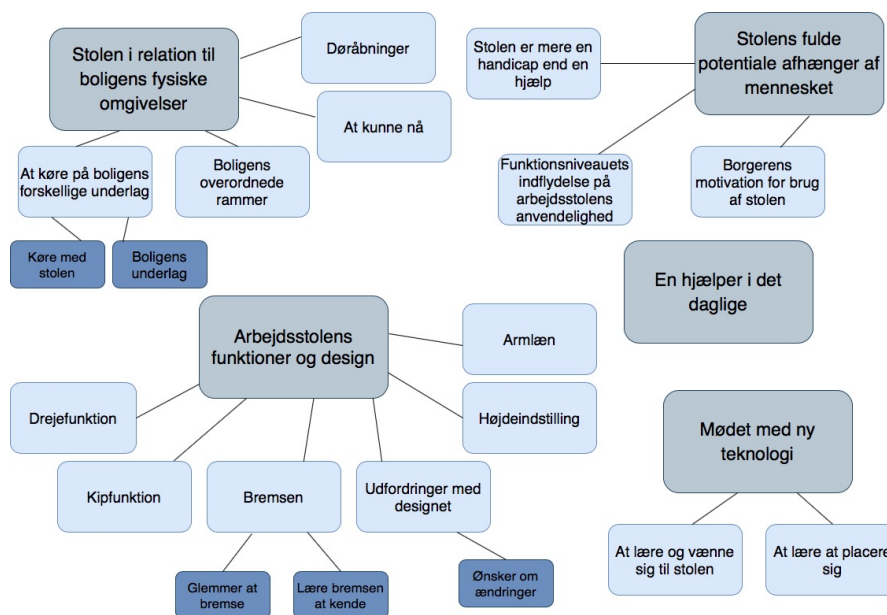 Stolen i relation til
boligens fysiske
omgivelser
Døråbninger
At kunne nå
At køre på boligens
forskellige underlag
Boligens
overordnede
rammer
Køre med
stolen
Boligens
underlag
Stolen er mere en
handicap end en
hjælp
Stolens fulde
potentiale afhænger af
mennesket
Funktionsniveauets
indflydelse på
arbejdsstolens
anvendelighed
Borgerens
motivation for brug
af stolen
En hjælper i det
daglige
Arbejdsstolens
funktioner og design
Armlæn
Højdeindstilling
Drejefunktion
Kipfunktion
Bremsen
Udfordringer med
designet
Glemmer at
bremse
Lære bremsen
at kende
Ønsker om
ændringer
Mødet med ny
teknologi
At lære og vænne
sig til stolen
At lære at placere
sig